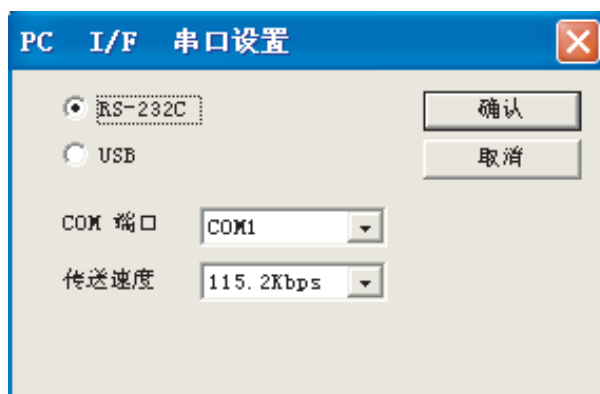 PC I/F 串口设置
RS-232C
确认
USB
取消
COM 端口
COM1
传送速度
115.2Kbps